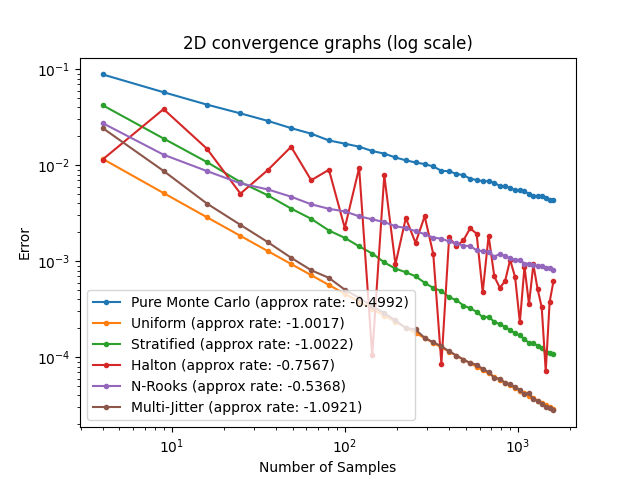 2D convergence graphs (log scale)
10⁻¹
10⁻²
10⁻³
10⁻⁴
Error
Pure Monte Carlo (approx rate: -0.4992)
Uniform (approx rate: -1.0017)
Stratified (approx rate: -1.0022)
Halton (approx rate: -0.7567)
N-Rooks (approx rate: -0.5368)
Multi-Jitter (approx rate: -1.0921)
10¹ 10² 10³
Number of Samples